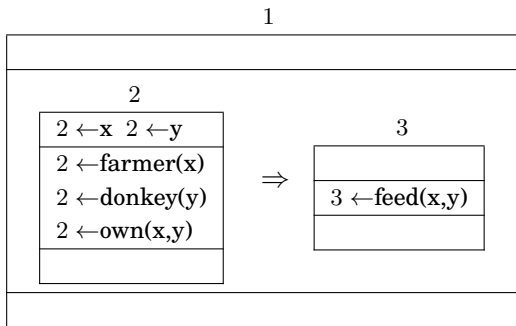 1
2
2 ←x 2 ←y
2 ←farmer(x)
2 ←donkey(y)
2 ←own(x,y)
⇒
3
3 ←feed(x,y)